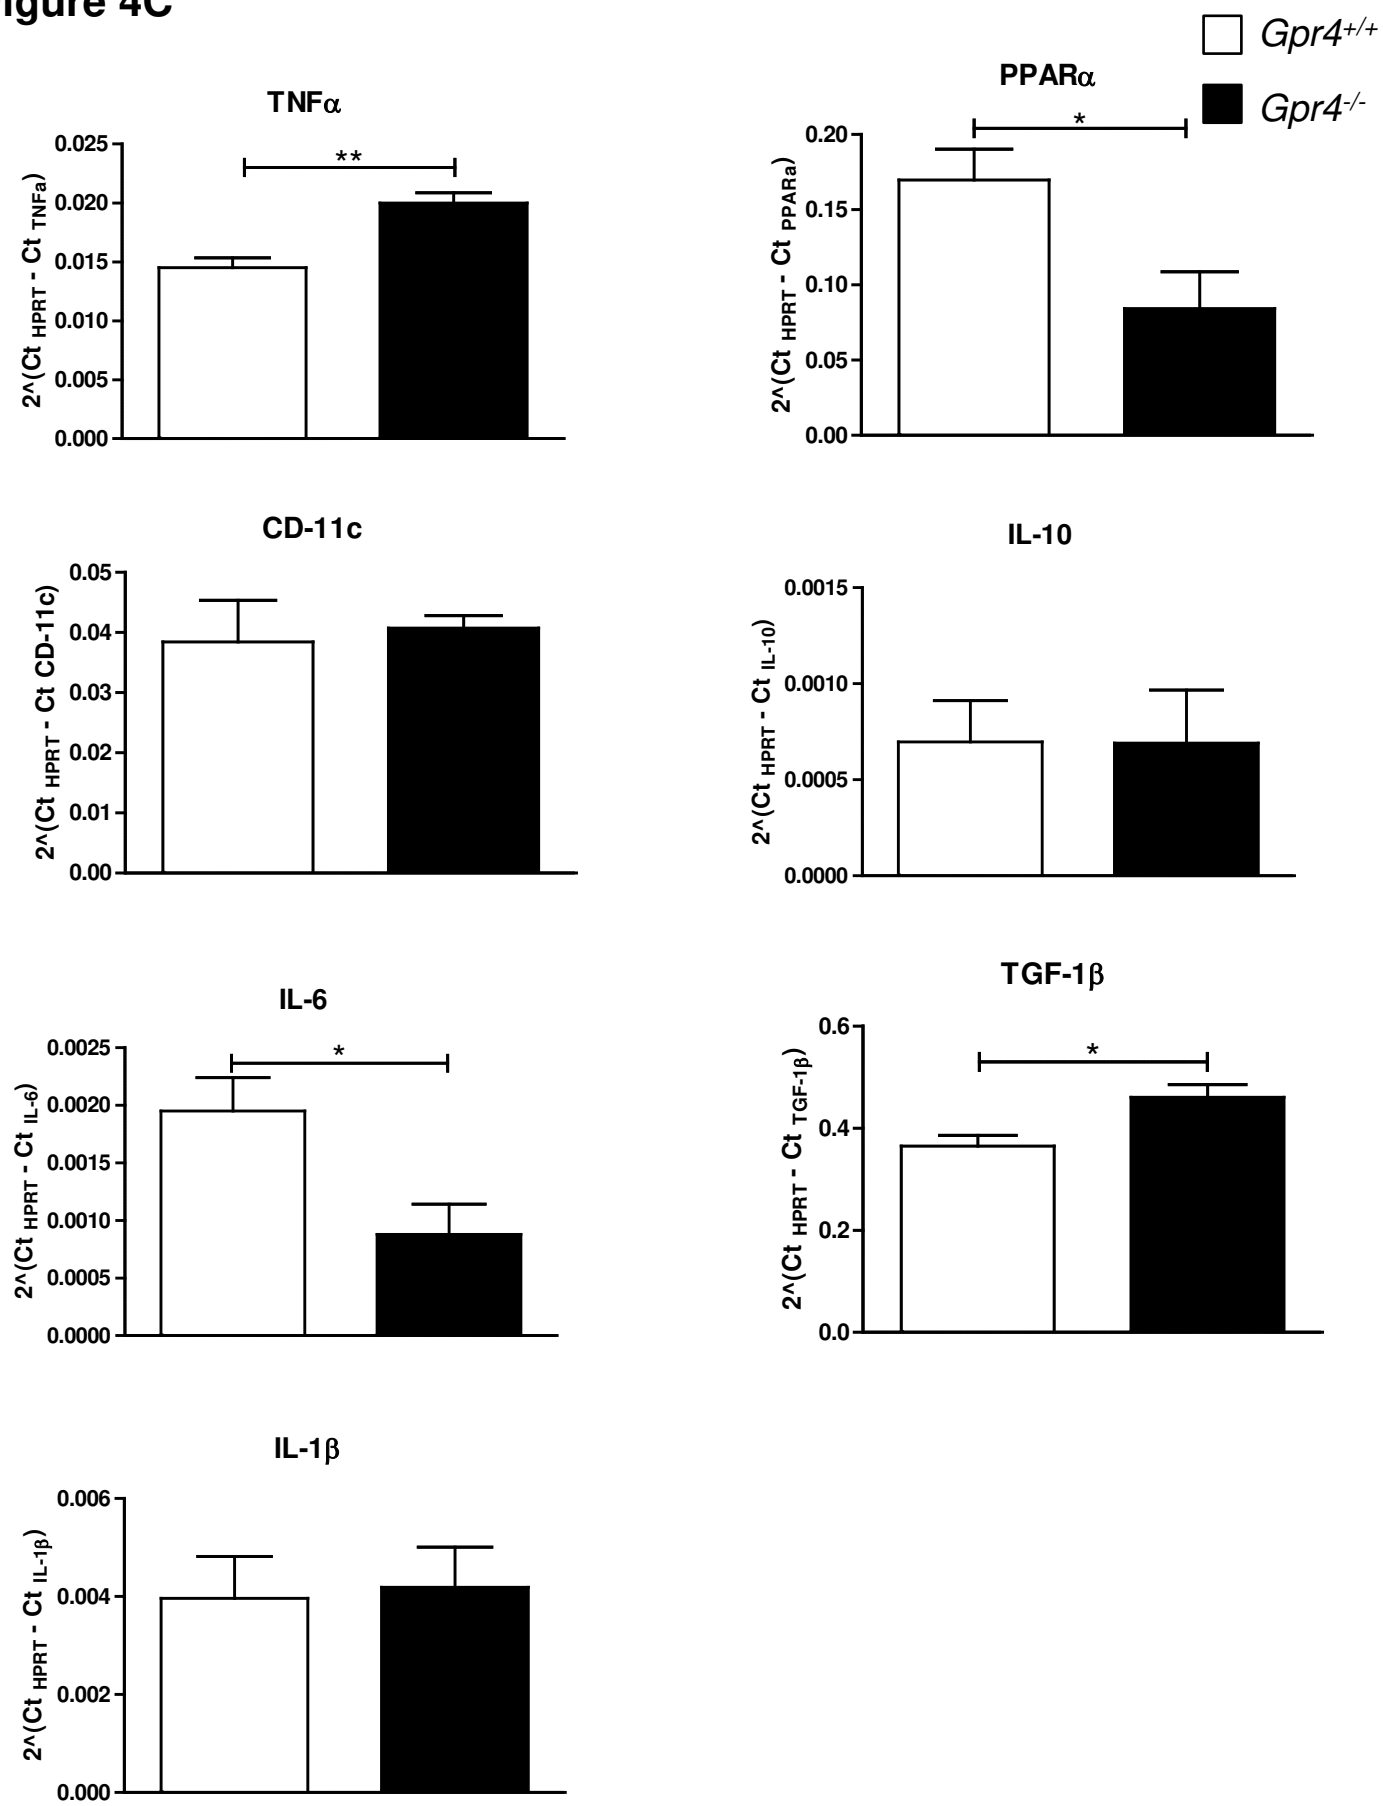 igure 4C
Gpr4+/+
Gpr4-/-
TNFα
**
2^(Ct HPRT - Ct TNFa)
0.025
0.020
0.015
0.010
0.005
0.000
PPARα
*
2^(Ct HPRT - Ct PPARa)
0.20
0.15
0.10
0.05
0.00
CD-11c
2^(Ct HPRT - Ct CD-11c)
0.05
0.04
0.03
0.02
0.01
0.00
IL-10
2^(Ct HPRT - Ct IL-10)
0.0015
0.0010
0.0005
0.0000
IL-6
*
2^(Ct HPRT - Ct IL-6)
0.0025
0.0020
0.0015
0.0010
0.0005
0.0000
TGF-1β
*
2^(Ct HPRT - Ct TGF-1β)
0.6
0.4
0.2
0.0
IL-1β
2^(Ct HPRT - Ct IL-1β)
0.006
0.004
0.002
0.000